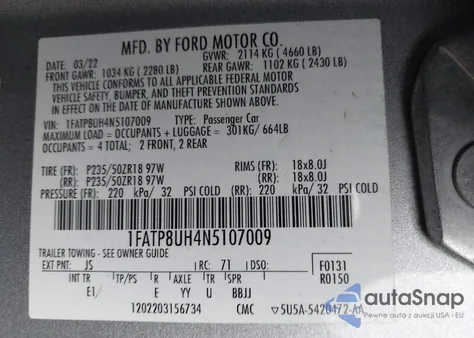 MFD. BY FORD MOTOR CO.
DATE: 03/22 GVWR: 2114 KG (4660 LB)
FRONT GAWR: 1034 KG (2280 LB) REAR GAWR: 1102 KG (2430 LB)
THIS VEHICLE CONFORMS TO ALL APPLICABLE FEDERAL MOTOR
VEHICLE SAFETY, BUMPER, AND THEFT PREVENTION STANDARDS IN
EFFECT ON THE DATE OF MANUFACTURE SHOWN ABOVE.
VIN: 1FATP8UH4N5107009 TYPE: Passenger Car
MAXIMUM LOAD = OCCUPANTS + LUGGAGE = 301KG/664LB
OCCUPANTS = 4 TOTAL; 2 FRONT, 2 REAR
TIRE (FR): P235/50ZR18 97W RIMS (FR): 18x8.0J
(RR): P235/50ZR18 97W (RR): 18x8.0J
PRESSURE (FR): 220 kPa/ 32 PSI COLD (RR): 220 kPa/ 32 PSI COLD
1FATP8UH4N5107009
TRAILER TOWING - SEE OWNER'S GUIDE
EXT PNT: JS RC: 71 DSO: F0131
INT TP/PS R AXLE TR SPR R0150
E1 E YY U BBJJ
1202203156734 CMC 5U5A-5420472-AA
autaSnap
Pewne auto z USA